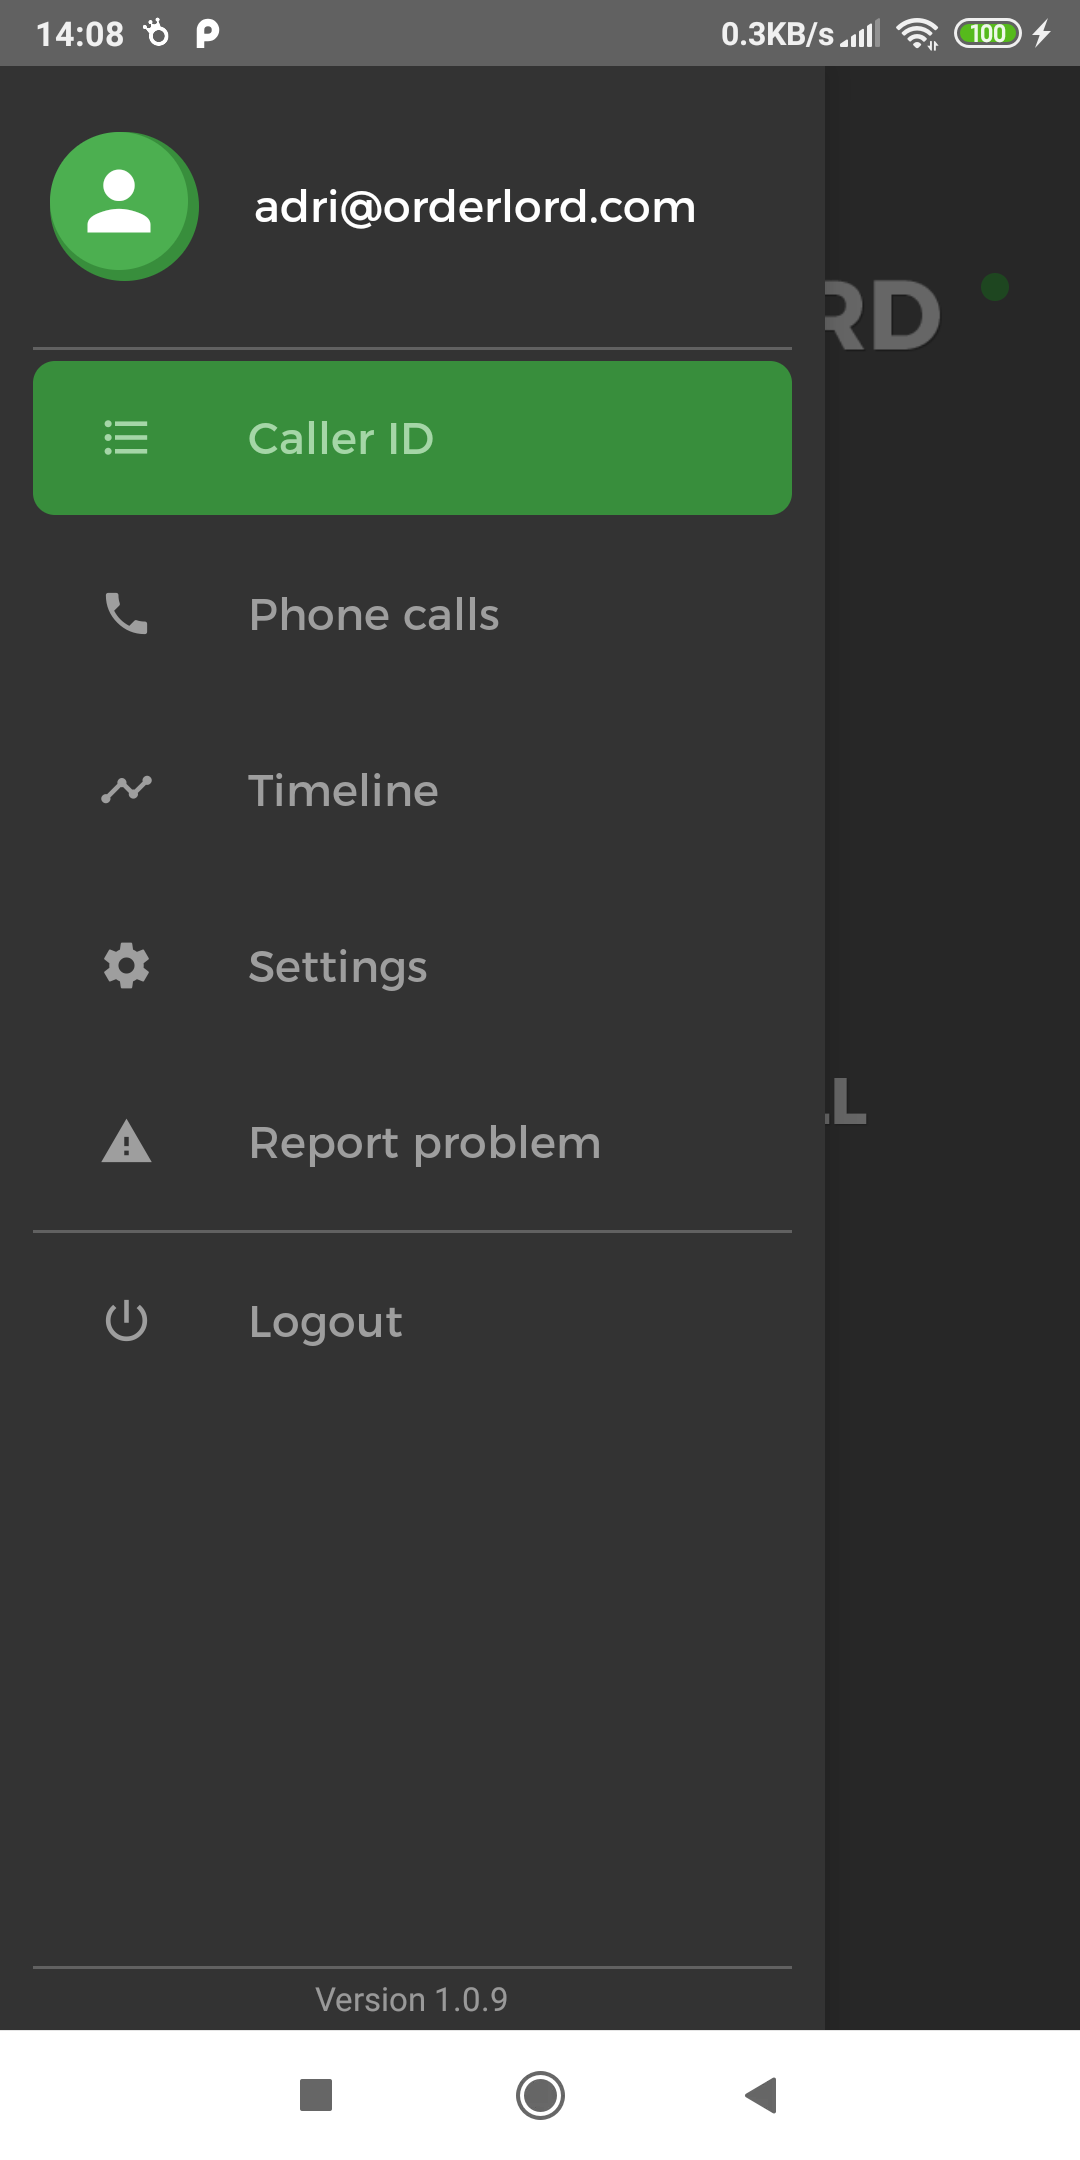 14:08 0.3KB/s 100
adri@orderlord.com
RD
Caller ID
Phone calls
Timeline
Settings
Report problem
LL
Logout
Version 1.0.9